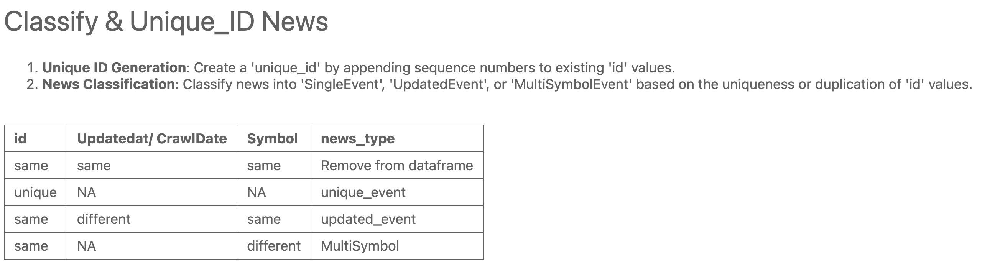 Classify & Unique_ID News
1. Unique ID Generation: Create a 'unique_id' by appending sequence numbers to existing 'id' values.
2. News Classification: Classify news into 'SingleEvent', 'UpdatedEvent', or 'MultiSymbolEvent' based on the uniqueness or duplication of 'id' values.
id Updatedat/ CrawlDate Symbol news_type
same same same Remove from dataframe
unique NA NA unique_event
same different same updated_event
same NA different MultiSymbol